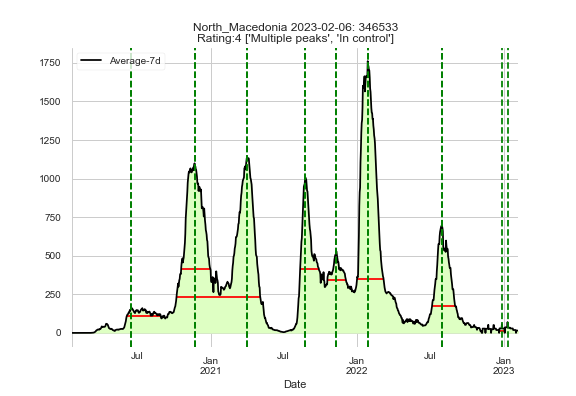 North_Macedonia 2023-02-06: 346533
Rating:4 ['Multiple peaks', 'In control']
Average-7d
1750
1500
1250
1000
750
500
250
0
Jul
Jan
2021
Jul
Jan
2022
Jul
Jan
2023
Date